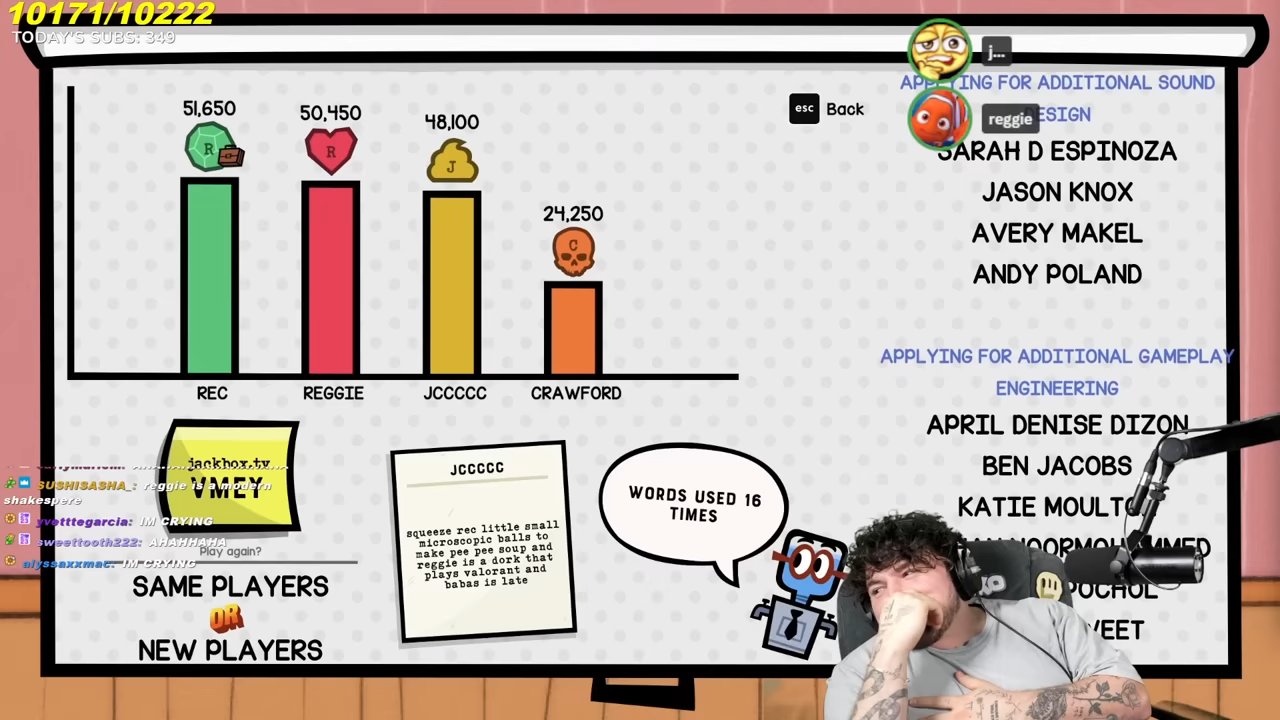 10171/10222
TODAY'S SUBS: 349
51,650
50,450
48,100
24,250
R
R
J
C
REC
REGGIE
JCCCCC
CRAWFORD
esc Back
j...
reggie
APPLYING FOR ADDITIONAL SOUND
DESIGN
SARAH D ESPINOZA
JASON KNOX
AVERY MAKEL
ANDY POLAND
APPLYING FOR ADDITIONAL GAMEPLAY
ENGINEERING
APRIL DENISE DIZON
BEN JACOBS
KATIE
jackbox.tv
VMEY
SUSHISASHA_: reggie is a modern
shakespere
yvotttegarcia: IM CRYING
sweettooth222: AHAHHAHA
alyssaxxmac: IM CRYING
Play again?
SAME PLAYERS
OR
NEW PLAYERS
JCCCCC
squeeze rec little small
microscopic balls to
make pee pee soup and
reggie is a dork that
plays valorant and
babas is late
WORDS USED 16
TIMES